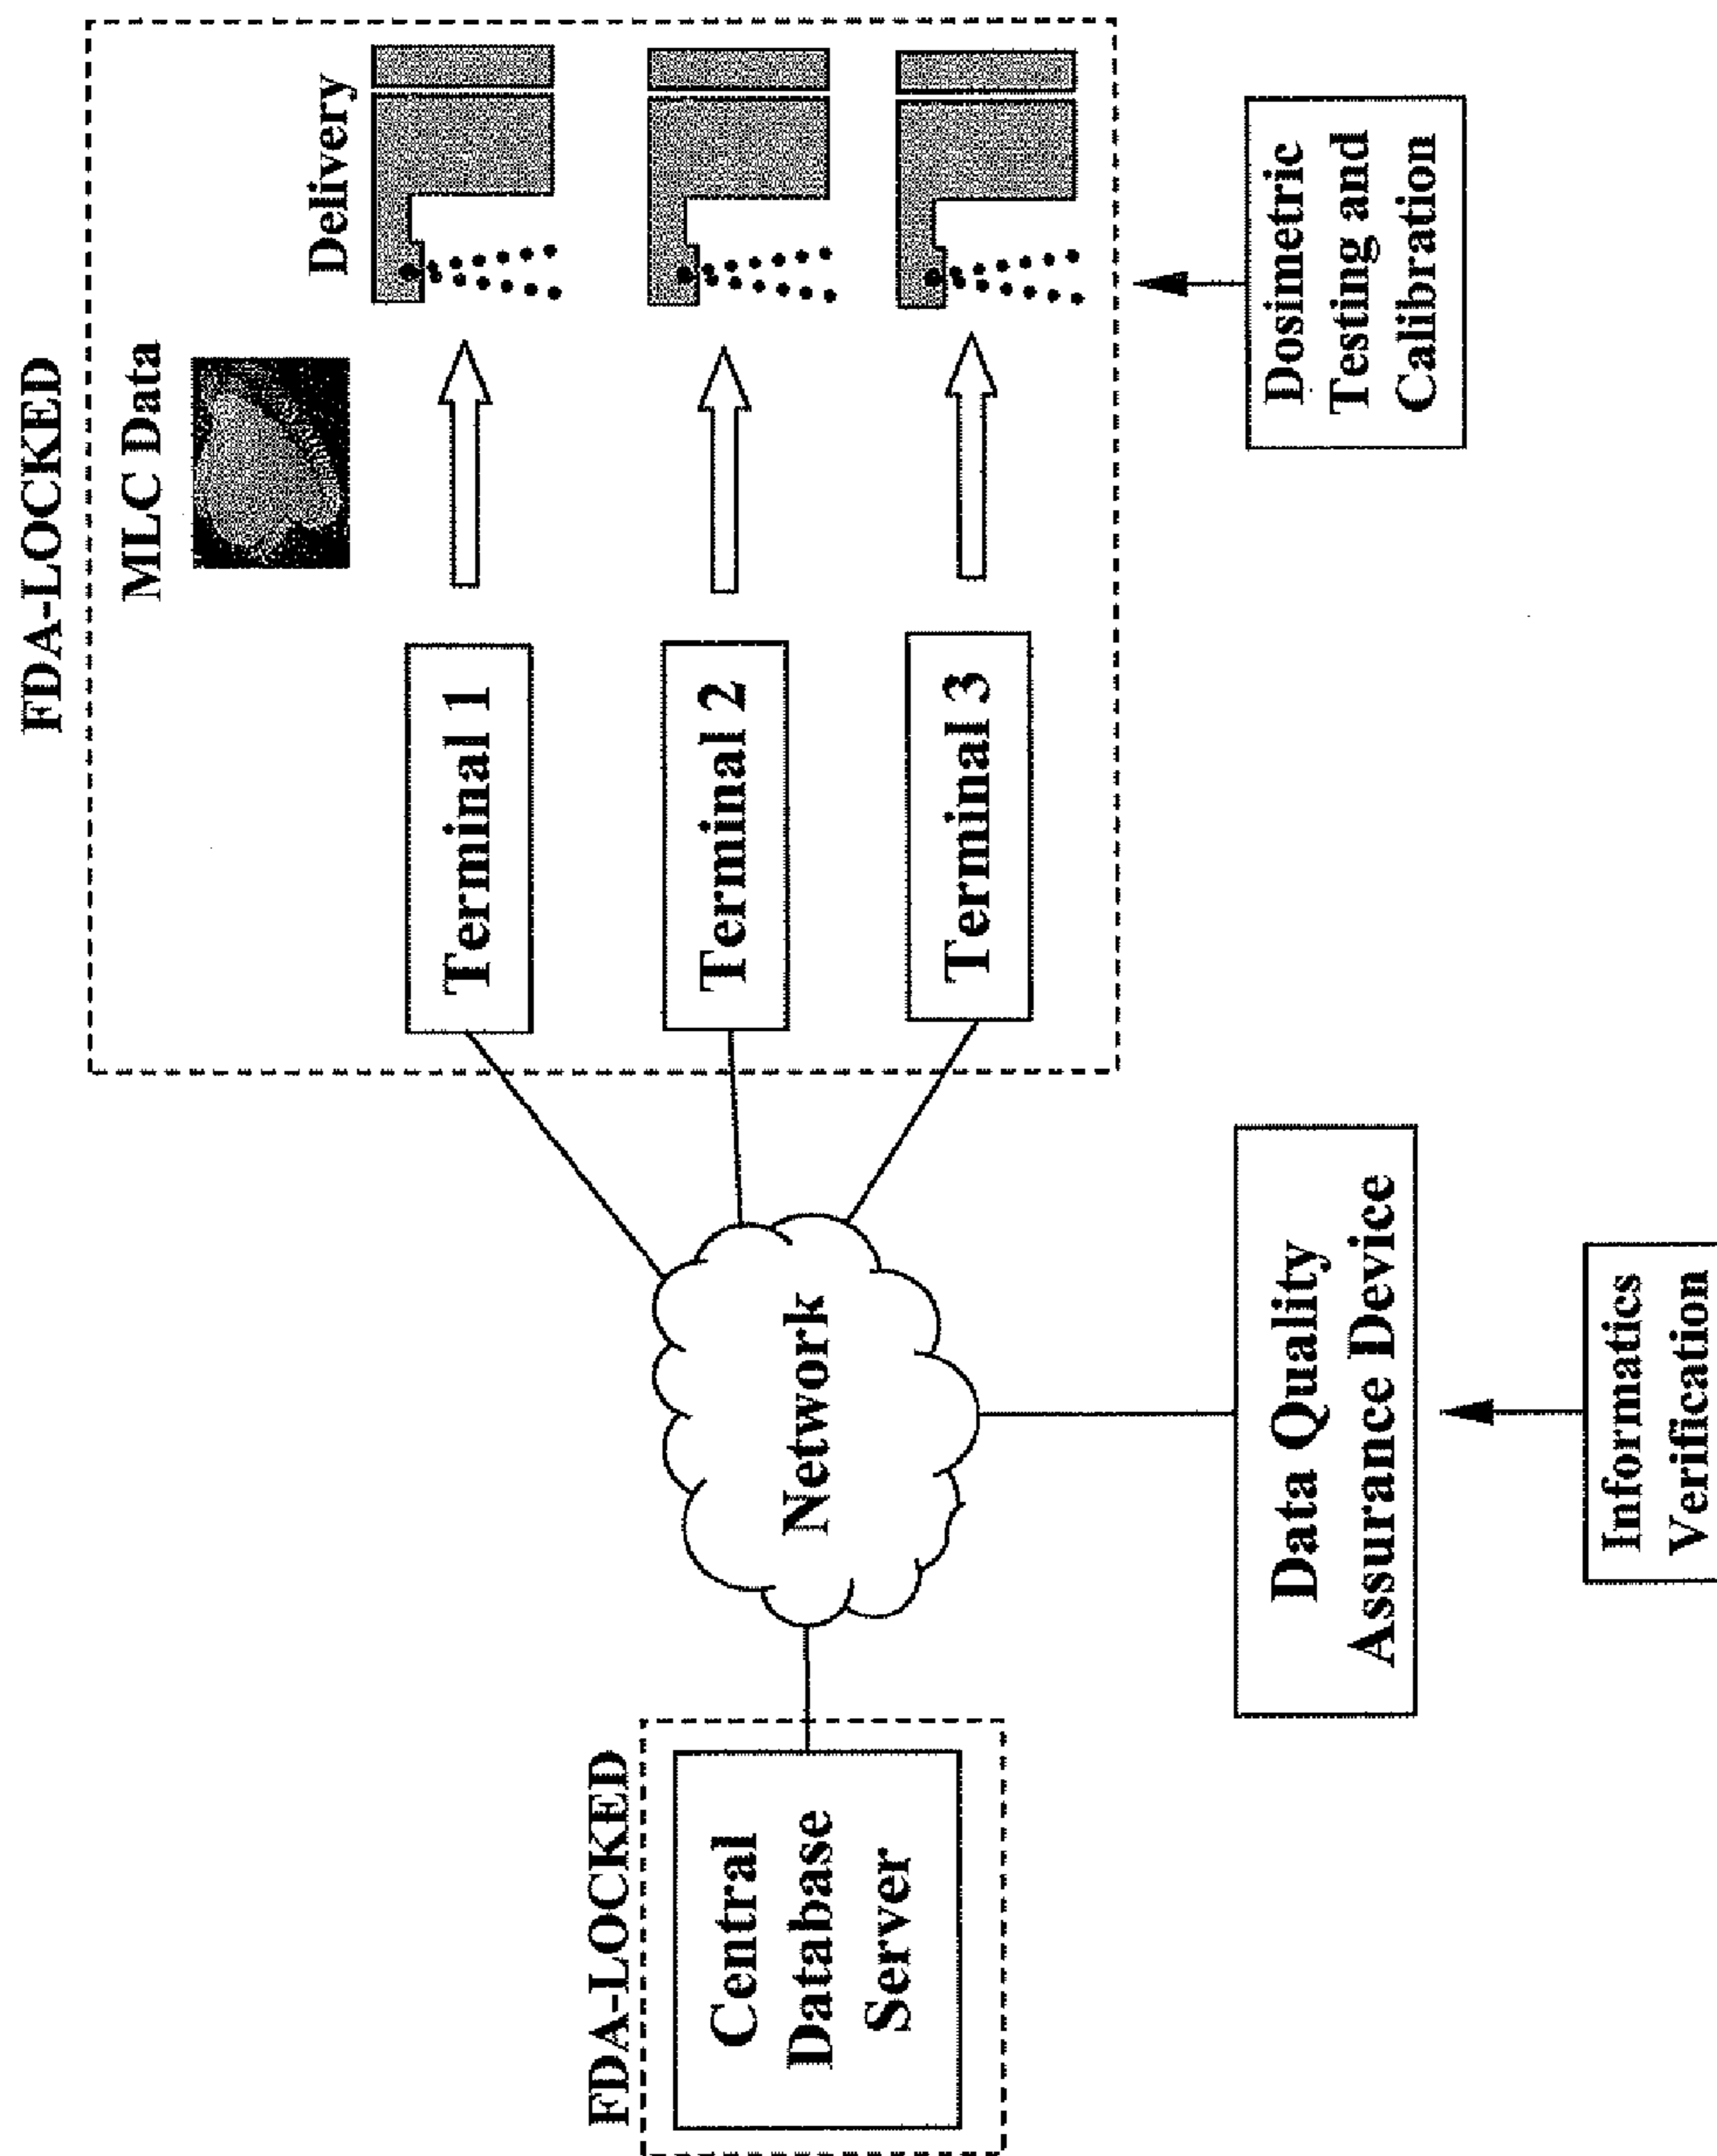 FDA-LOCKED
MLC Data
Delivery
Terminal 1
Terminal 2
Terminal 3
FDA-LOCKED
Central
Database
Server
Network
Data Quality
Assurance Device
Informatics
Verification
Dosimetric
Testing and
Calibration